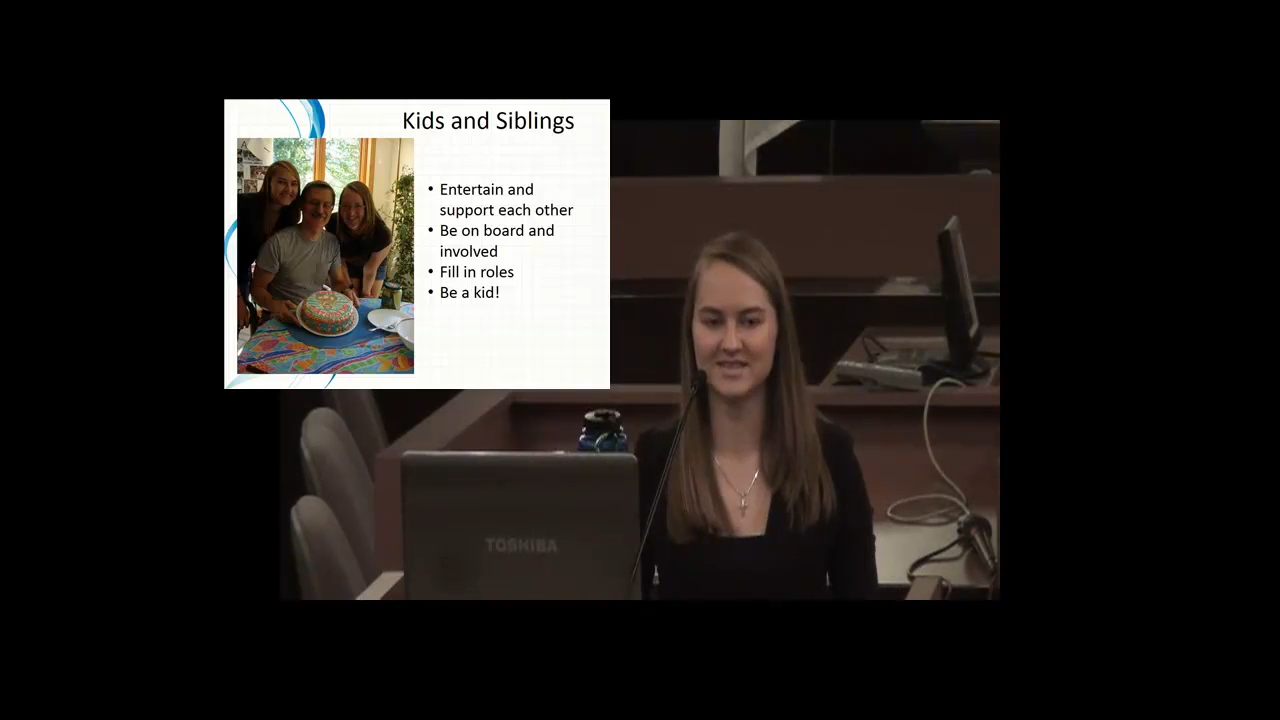 Kids and Siblings
• Entertain and
support each other
• Be on board and
involved
• Fill in roles
• Be a kid!
TOSHIBA